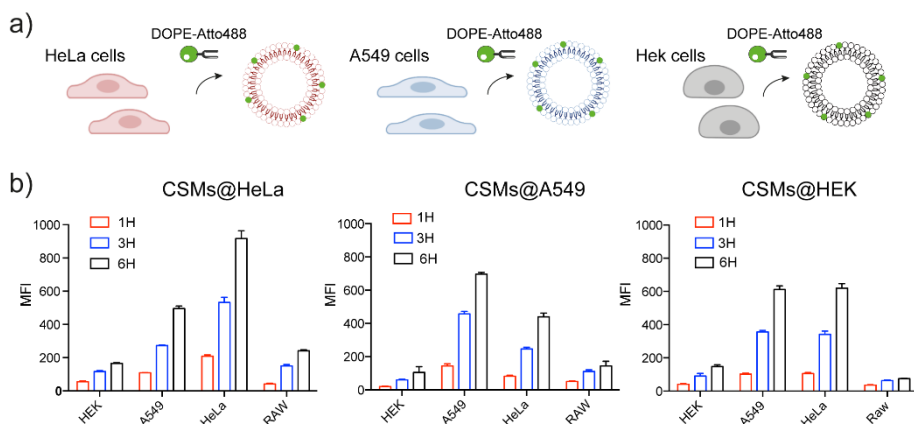 a)
DOPE-Atto488
DOPE-Atto488
DOPE-Atto488
HeLa cells
A549 cells
Hek cells
b)
CSMs@HeLa
CSMs@A549
CSMs@HEK
1000
800
600
400
200
0
MFI
1H
3H
6H
HEK
A549
HeLa
RAW
1000
800
600
400
200
0
MFI
1H
3H
6H
HEK
A549
HeLa
RAW
1000
800
600
400
200
0
MFI
1H
3H
6H
HEK
A549
HeLa
Raw